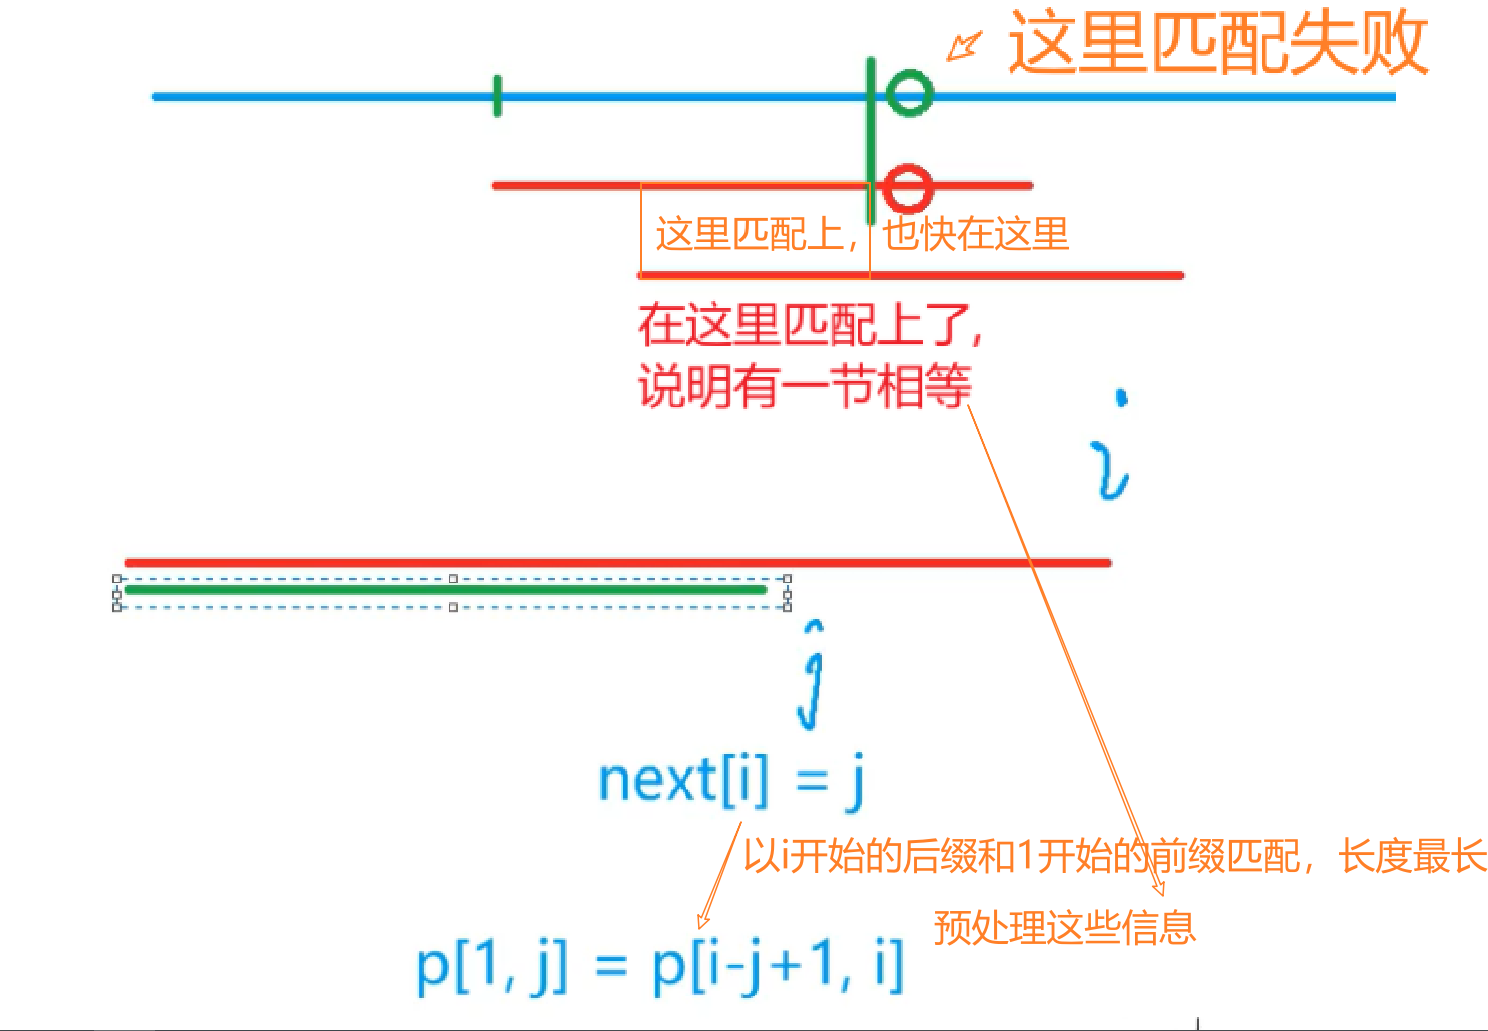 这里匹配失败
这里匹配上，也快在这里
在这里匹配上了,
说明有一节相等
i
j
next[i] = j
以i开始的后缀和1开始的前缀匹配，长度最长
预处理这些信息
p[1, j] = p[i-j+1, i]